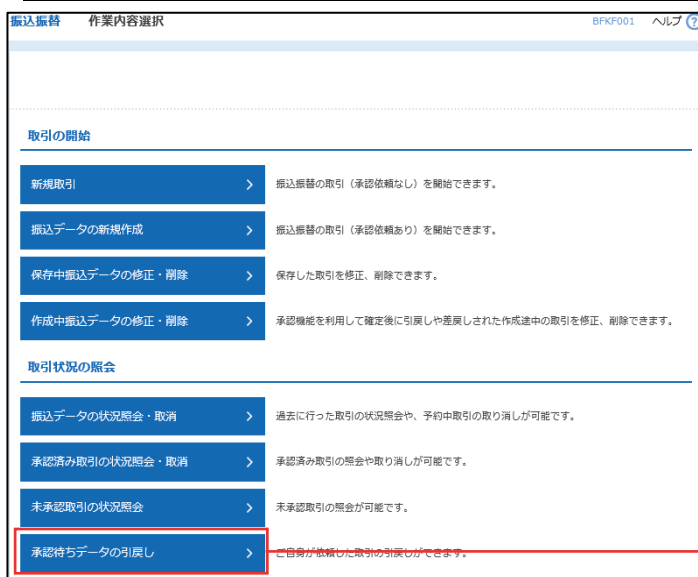 振込振替 作業内容選択 BFKF001 ヘルプ ?
取引の開始
新規取引 振込振替の取引（承認依頼なし）を開始できます。
振込データの新規作成 振込振替の取引（承認依頼あり）を開始できます。
保存中振込データの修正・削除 保存した取引を修正、削除できます。
作成中振込データの修正・削除 承認機能を利用して確定後に引戻しや差戻しされた作成途中の取引を修正、削除できます。
取引状況の照会
振込データの状況照会・取消 過去に行った取引の状況照会や、予約中取引の取り消しが可能です。
承認済み取引の状況照会・取消 承認済み取引の照会や取り消しが可能です。
未承認取引の状況照会 未承認取引の照会が可能です。
承認待ちデータの引戻し ご自身が依頼した取引の引戻しができます。